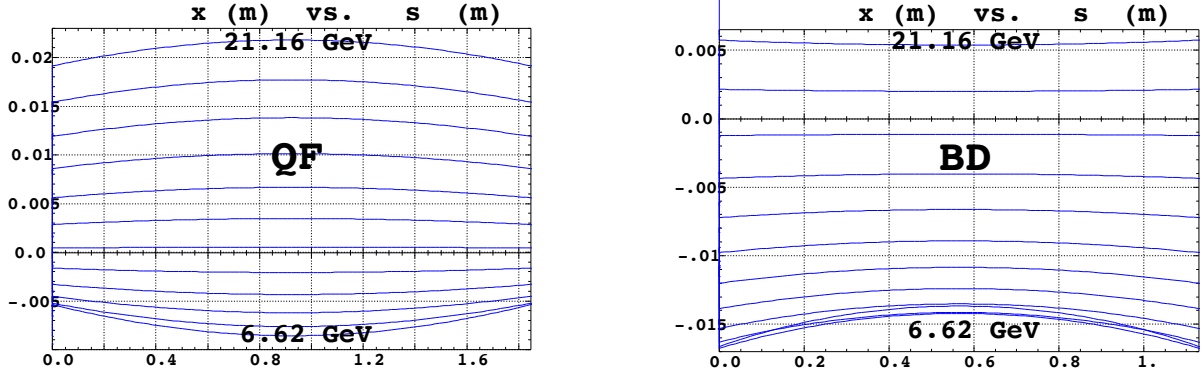 x (m) vs. s (m)
21.16 GeV
0.02
0.015
0.01
QF
0.005
0.0
-.005
6.62 GeV
0.0 0.4 0.8 1.2 1.6
x (m) vs. s (m)
21.16 GeV
0.005
0.0
BD
-.005
-.01
-.015
6.62 GeV
0.0 0.2 0.4 0.6 0.8 1.